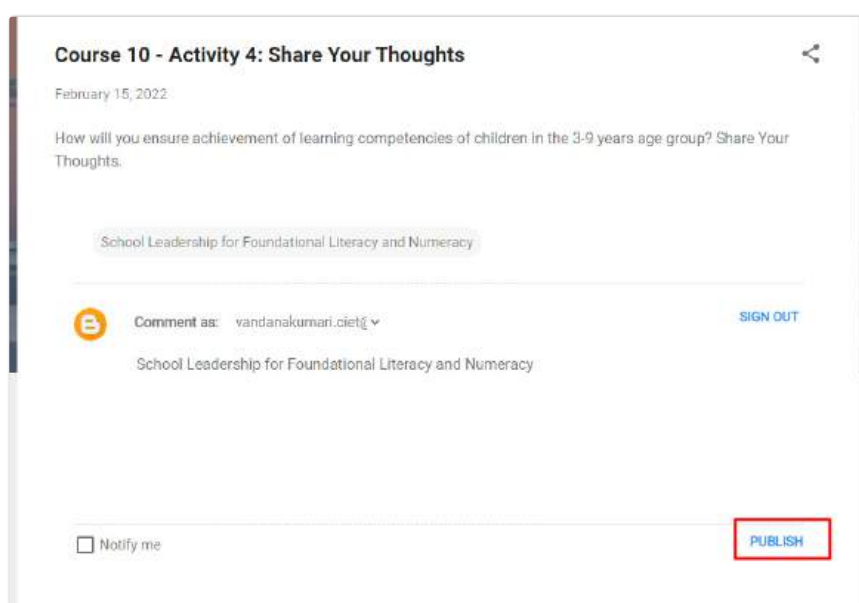 Course 10 - Activity 4: Share Your Thoughts
February 15, 2022
How will you ensure achievement of learning competencies of children in the 3-9 years age group? Share Your
Thoughts.
School Leadership for Foundational Literacy and Numeracy
Comment as: vandanakumari.ciet@
SIGN OUT
School Leadership for Foundational Literacy and Numeracy
Notify me
PUBLISH